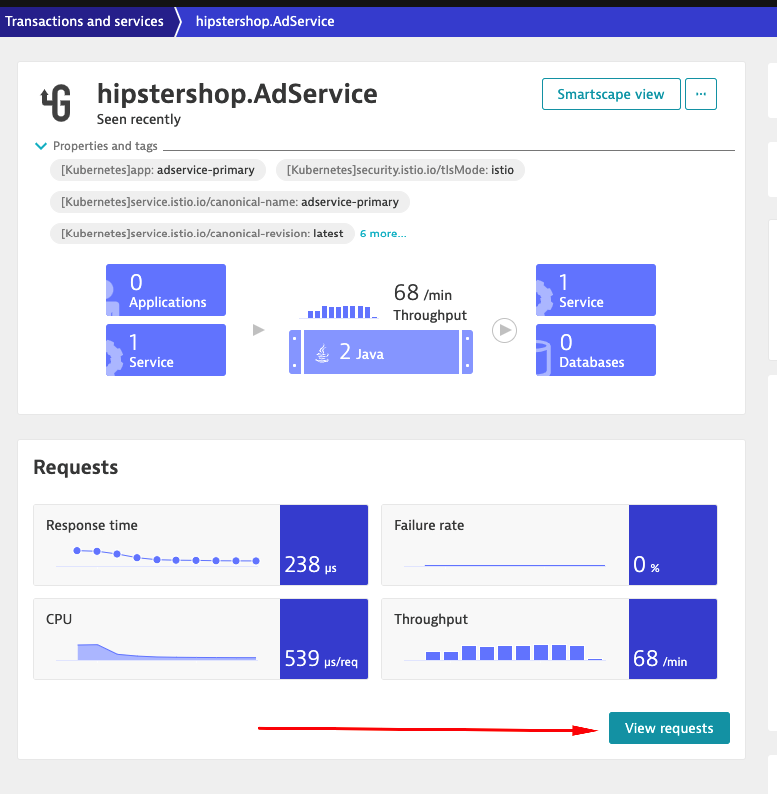 Transactions and services
hipstershop.AdService
hipstershop.AdService
Seen recently
Smartscape view
...
Properties and tags
[Kubernetes]app: adservice-primary
[Kubernetes]security.istio.io/tlsMode: istio
[Kubernetes]service.istio.io/canonical-name: adservice-primary
[Kubernetes]service.istio.io/canonical-revision: latest
6 more...
0
Applications
1
Service
68 /min
Throughput
2 Java
1
Service
0
Databases
Requests
Response time
238 µs
Failure rate
0 %
CPU
539 µs/req
Throughput
68 /min
View requests